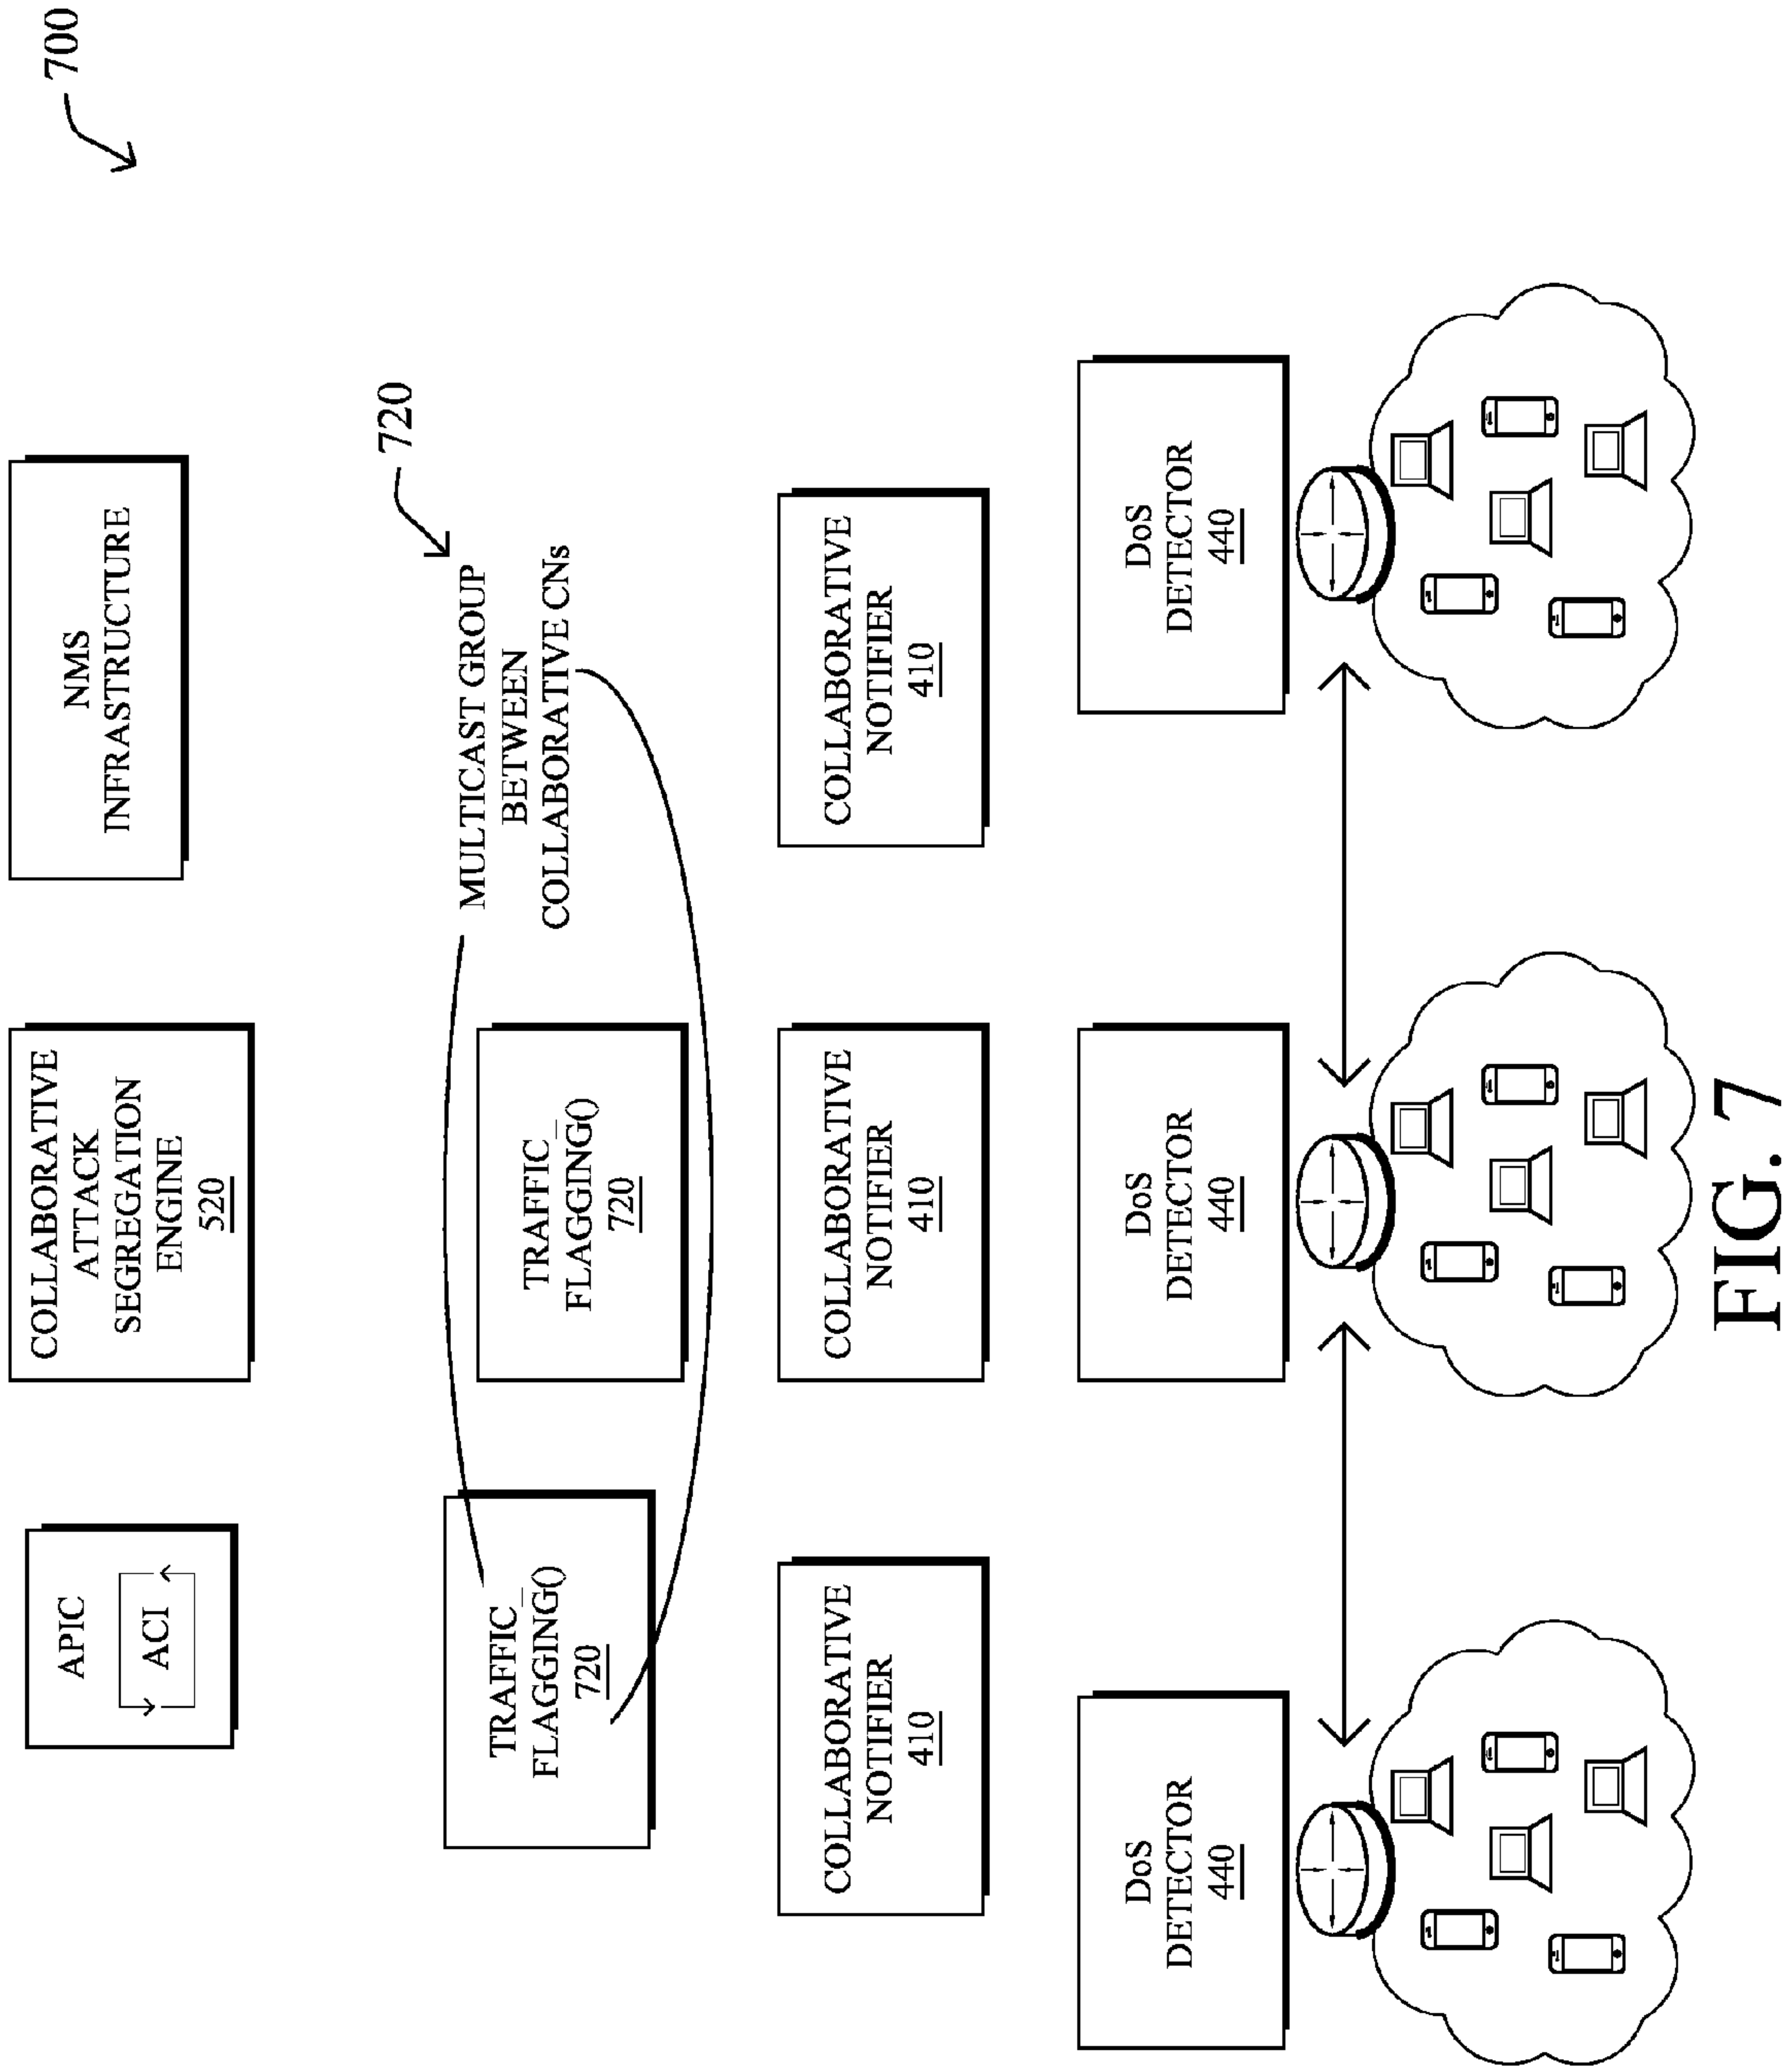 700
APIC
ACI
COLLABORATIVE
ATTACK
SEGREGATION
ENGINE
520
NMS
INFRASTRUCTURE
720
MULTICAST GROUP
BETWEEN
COLLABORATIVE CNs
TRAFFIC_
FLAGGING()
720
TRAFFIC_
FLAGGING()
720
COLLABORATIVE
NOTIFIER
410
COLLABORATIVE
NOTIFIER
410
COLLABORATIVE
NOTIFIER
410
DoS
DETECTOR
440
DoS
DETECTOR
440
DoS
DETECTOR
440
FIG. 7